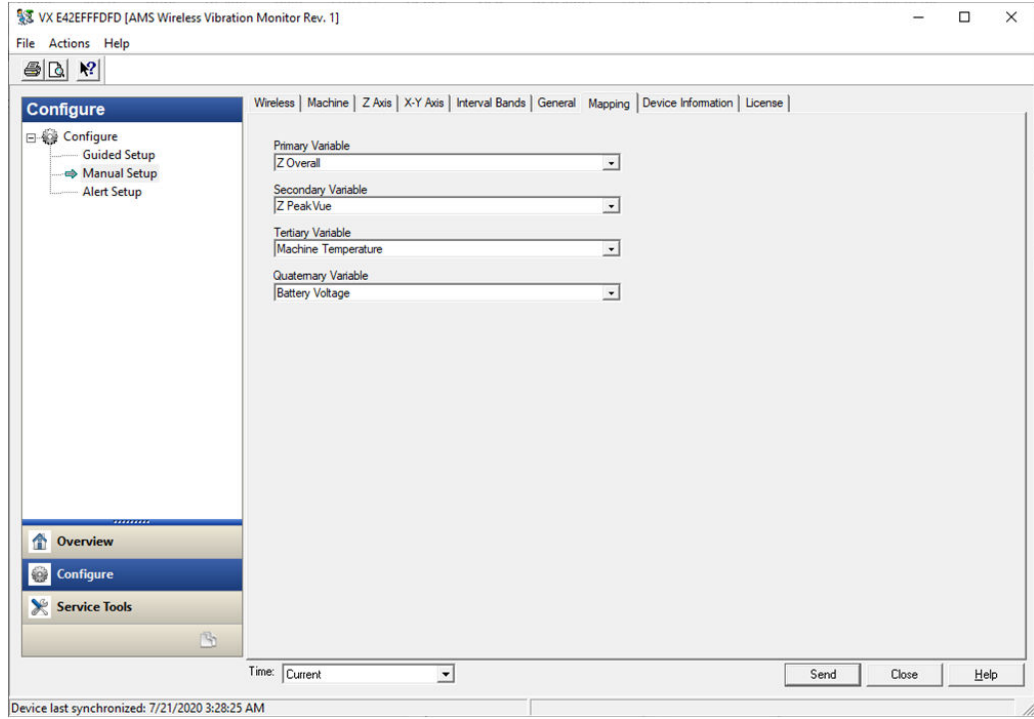 VX E42EFFFDFD [AMS Wireless Vibration Monitor Rev. 1]
File Actions Help
Configure
Configure
Guided Setup
Manual Setup
Alert Setup
Overview
Configure
Service Tools
Wireless Machine Z Axis X-Y Axis Interval Bands General Mapping Device Information License
Primary Variable
Z Overall
Secondary Variable
Z PeakVue
Tertiary Variable
Machine Temperature
Quaternary Variable
Battery Voltage
Time: Current Send Close Help
Device last synchronized: 7/21/2020 3:28:25 AM